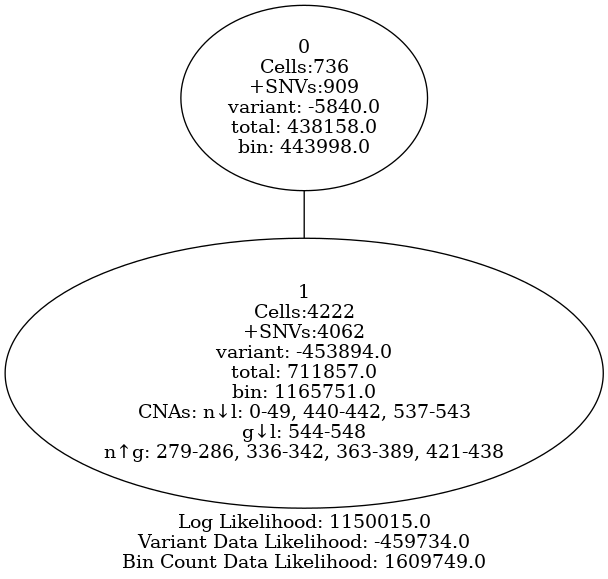 0
Cells:736
+SNVs:909
variant: -5840.0
total: 438158.0
bin: 443998.0
1
Cells:4222
+SNVs:4062
variant: -453894.0
total: 711857.0
bin: 1165751.0
CNAs: n↓l: 0-49, 440-442, 537-543
g↓l: 544-548
n↑g: 279-286, 336-342, 363-389, 421-438
Log Likelihood: 1150015.0
Variant Data Likelihood: -459734.0
Bin Count Data Likelihood: 1609749.0